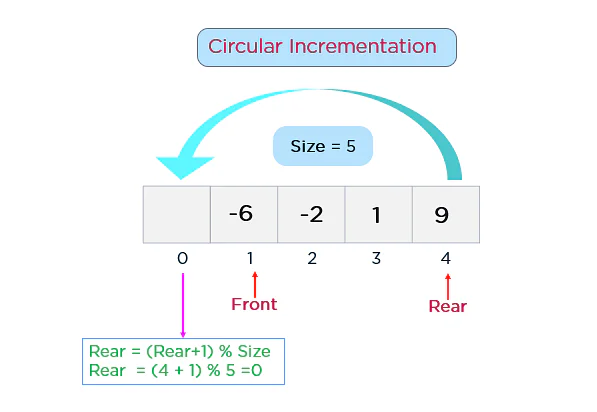 Circular Incrementation
Size = 5
-6 -2 1 9
0 1 2 3 4
Front
Rear
Rear = (Rear+1) % Size
Rear = (4 + 1) % 5 =0